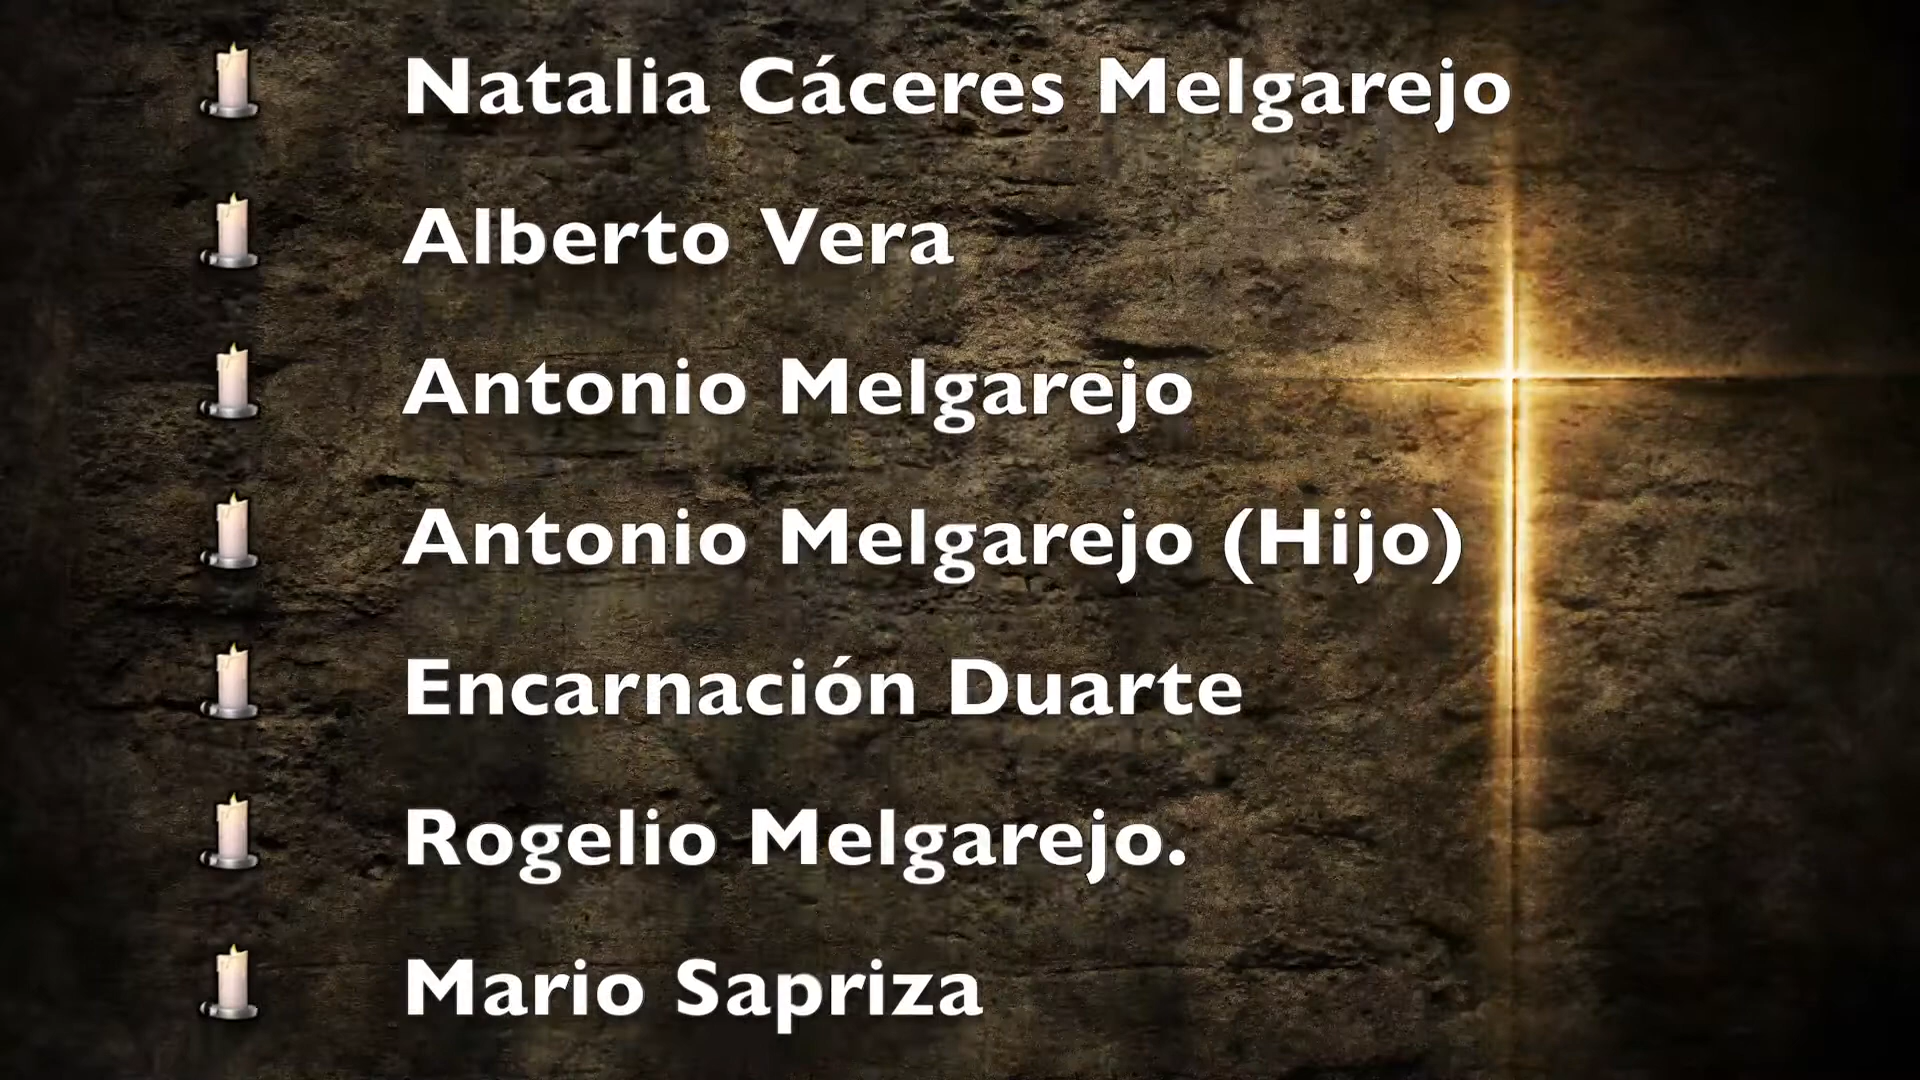 Natalia Cáceres Melgarejo
Alberto Vera
Antonio Melgarejo
Antonio Melgarejo (Hijo)
Encarnación Duarte
Rogelio Melgarejo.
Mario Sapriza